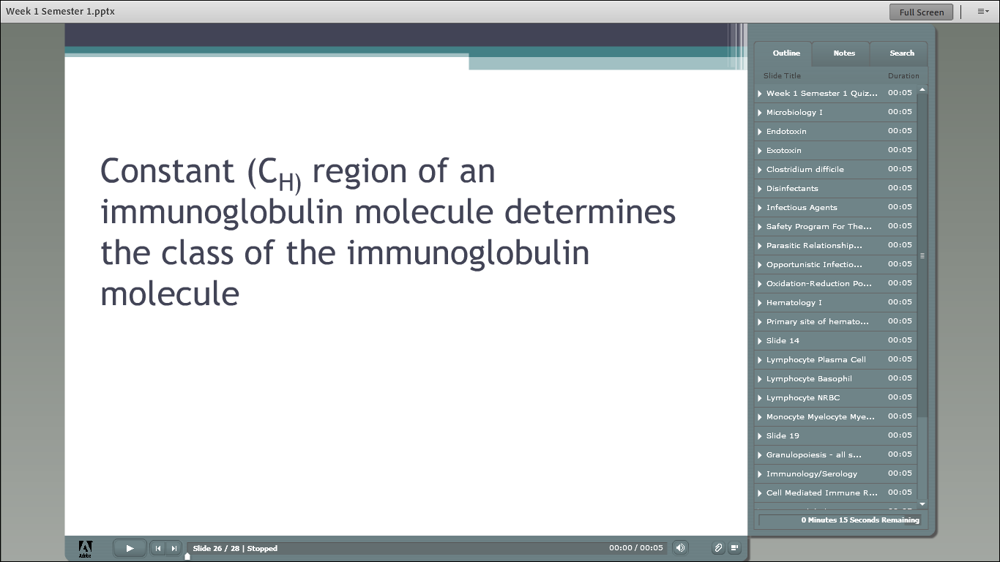 Week 1 Semester 1.pptx
Full Screen
Constant (CH) region of an
immunoglobulin molecule determines
the class of the immunoglobulin
molecule
Outline Notes Search
Slide Title Duration
Week 1 Semester 1 Quiz... 00:05
Microbiology I 00:05
Endotoxin 00:05
Exotoxin 00:05
Clostridium difficile 00:05
Disinfectants 00:05
Infectious Agents 00:05
Safety Program For The... 00:05
Parasitic Relationship... 00:05
Opportunistic Infectio... 00:05
Oxidation-Reduction Po... 00:05
Hematology I 00:05
Primary site of hemato... 00:05
Slide 14 00:05
Lymphocyte Plasma Cell 00:05
Lymphocyte Basophil 00:05
Lymphocyte NRBC 00:05
Monocyte Myelocyte Mye... 00:05
Slide 19 00:05
Granulopoiesis - all s... 00:05
Immunology/Serology 00:05
Cell Mediated Immune R... 00:05
0 Minutes 15 Seconds Remaining
Adobe
Slide 26 / 28 | Stopped 00:00 / 00:05